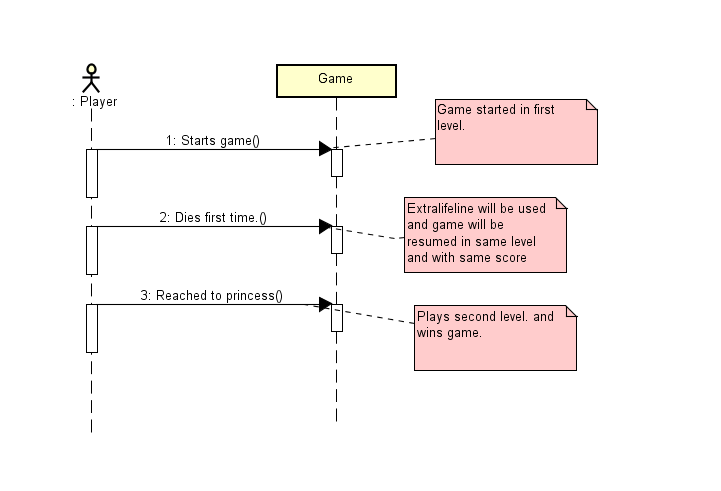 Game
: Player
Game started in first
level.
1: Starts game()
Extralifeline will be used
and game will be
resumed in same level
and with same score
2: Dies first time.()
3: Reached to princess()
Plays second level. and
wins game.